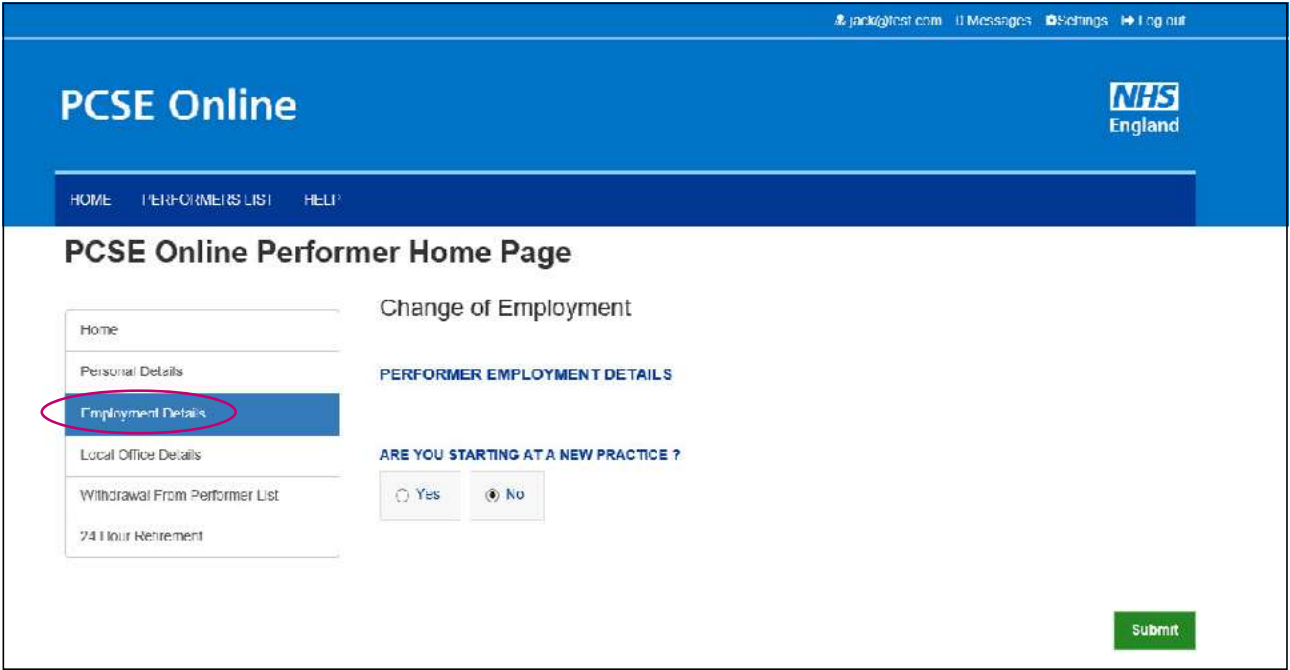 jack@test.com 0 Messages Settings Log out
PCSE Online
NHS
England
HOME PERFORMERS LIST HELP
PCSE Online Performer Home Page
Home
Personal Details
Employment Details
Local Office Details
Withdrawal From Performer List
24 Hour Retirement
Change of Employment
PERFORMER EMPLOYMENT DETAILS
ARE YOU STARTING AT A NEW PRACTICE ?
Yes No
Submit